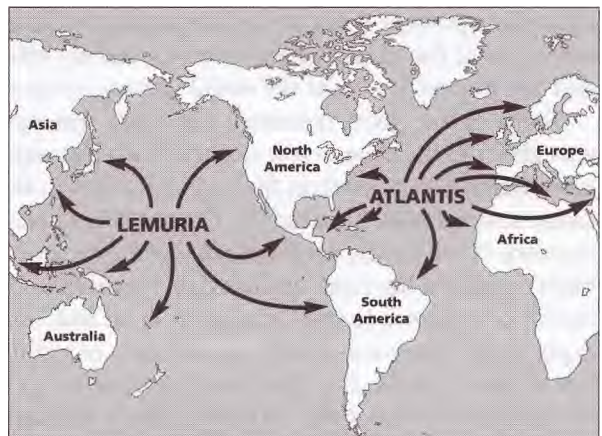 Asia
North
America
Europe
ATLANTIS
LEMURIA
Africa
South
America
Australia